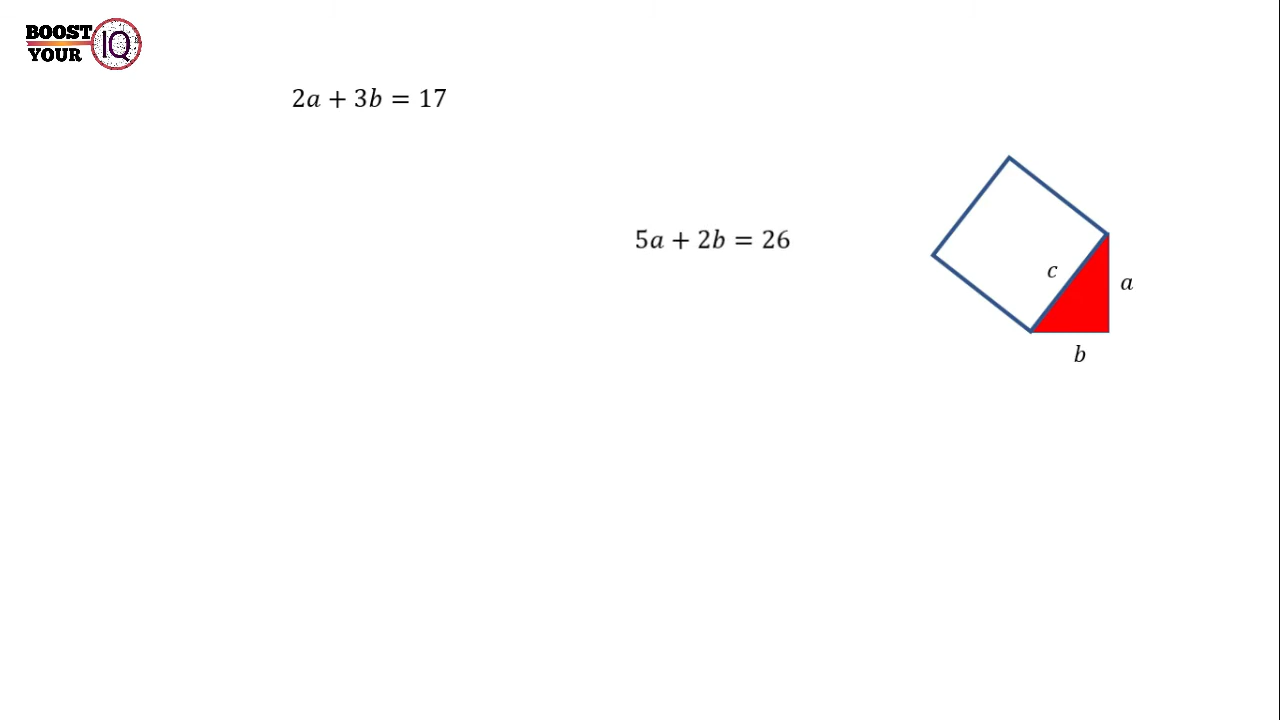 BOOST
YOUR
IQ
2a + 3b = 17
5a + 2b = 26
c
a
b